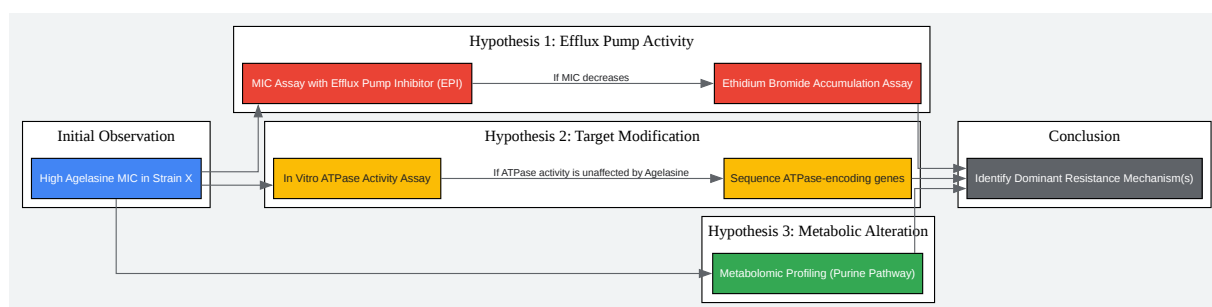 Hypothesis 1: Efflux Pump Activity
MIC Assay with Efflux Pump Inhibitor (EPI)
If MIC decreases
Ethidium Bromide Accumulation Assay
Initial Observation
High Agelasine MIC in Strain X
Hypothesis 2: Target Modification
In Vitro ATPase Activity Assay
If ATPase activity is unaffected by Agelasine
Sequence ATPase-encoding genes
Conclusion
Identify Dominant Resistance Mechanism(s)
Hypothesis 3: Metabolic Alteration
Metabolomic Profiling (Purine Pathway)